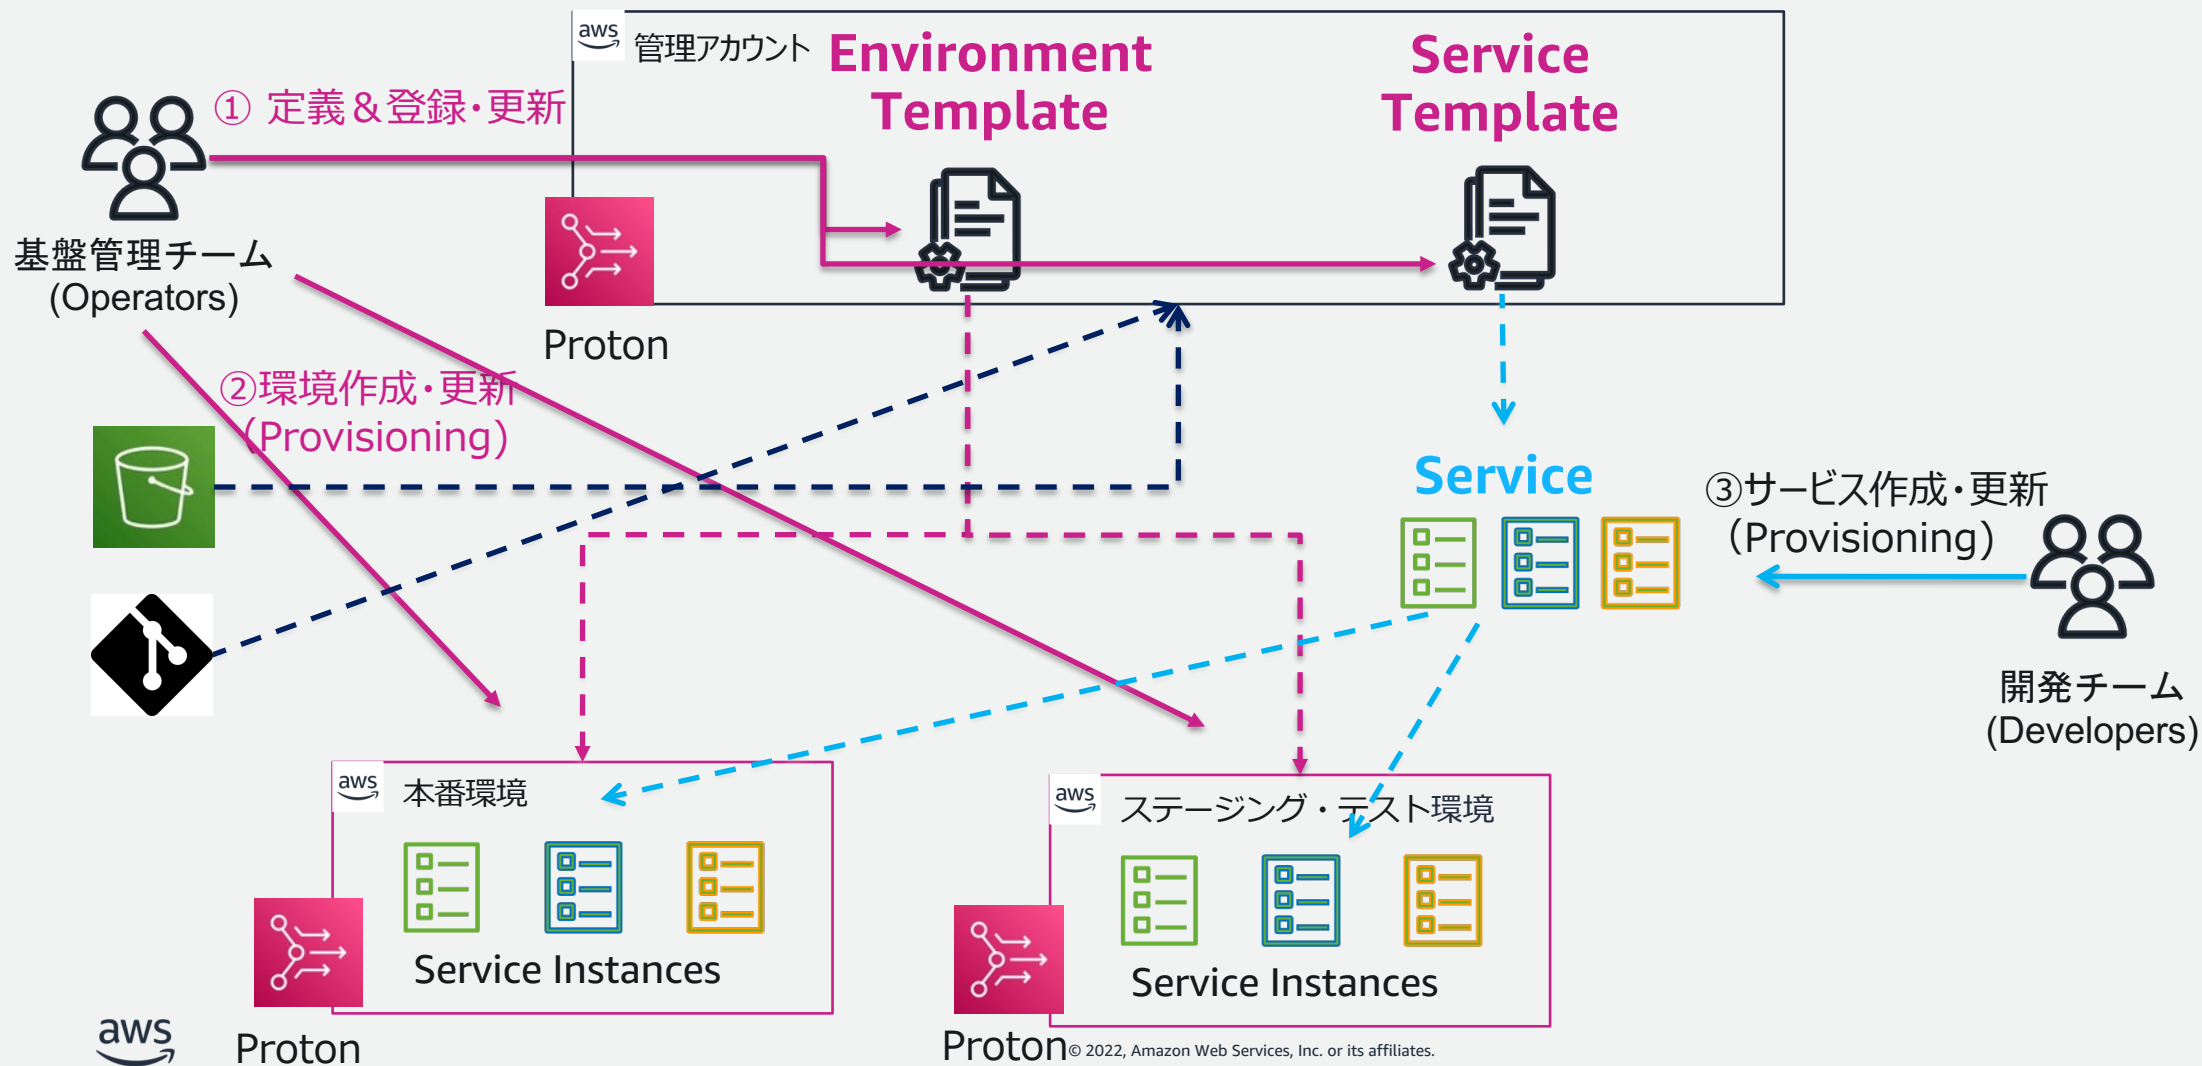 aws
管理アカウント
Environment
Template
Service
Template
① 定義＆登録・更新
基盤管理チーム
(Operators)
Proton
②環境作成・更新
(Provisioning)
Service
③サービス作成・更新
(Provisioning)
開発チーム
(Developers)
aws
本番環境
Service Instances
Proton
aws
ステージング・テスト環境
Service Instances
Proton
aws
© 2022, Amazon Web Services, Inc. or its affiliates.